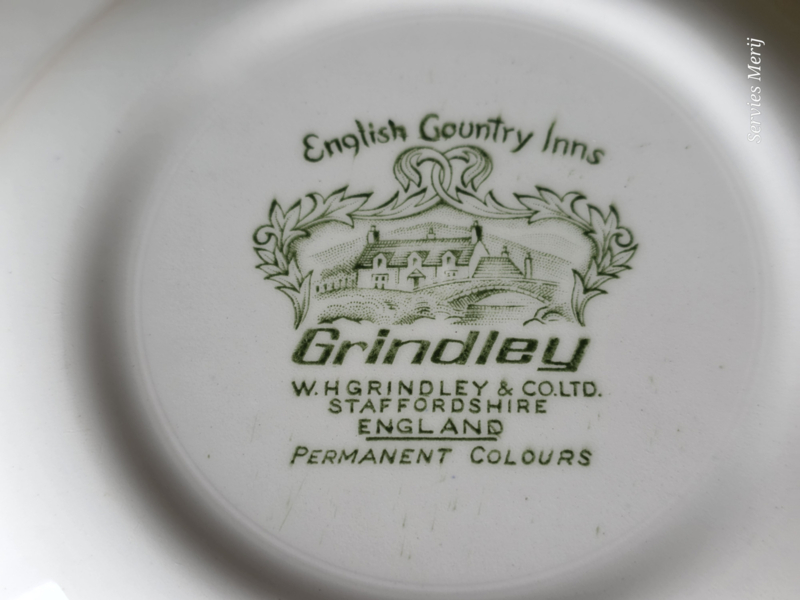 English Country Inns
Grindley
W.H GRINDLEY & CO.LTD.
STAFFORDSHIRE
ENGLAND
PERMANENT COLOURS
Servies Merij